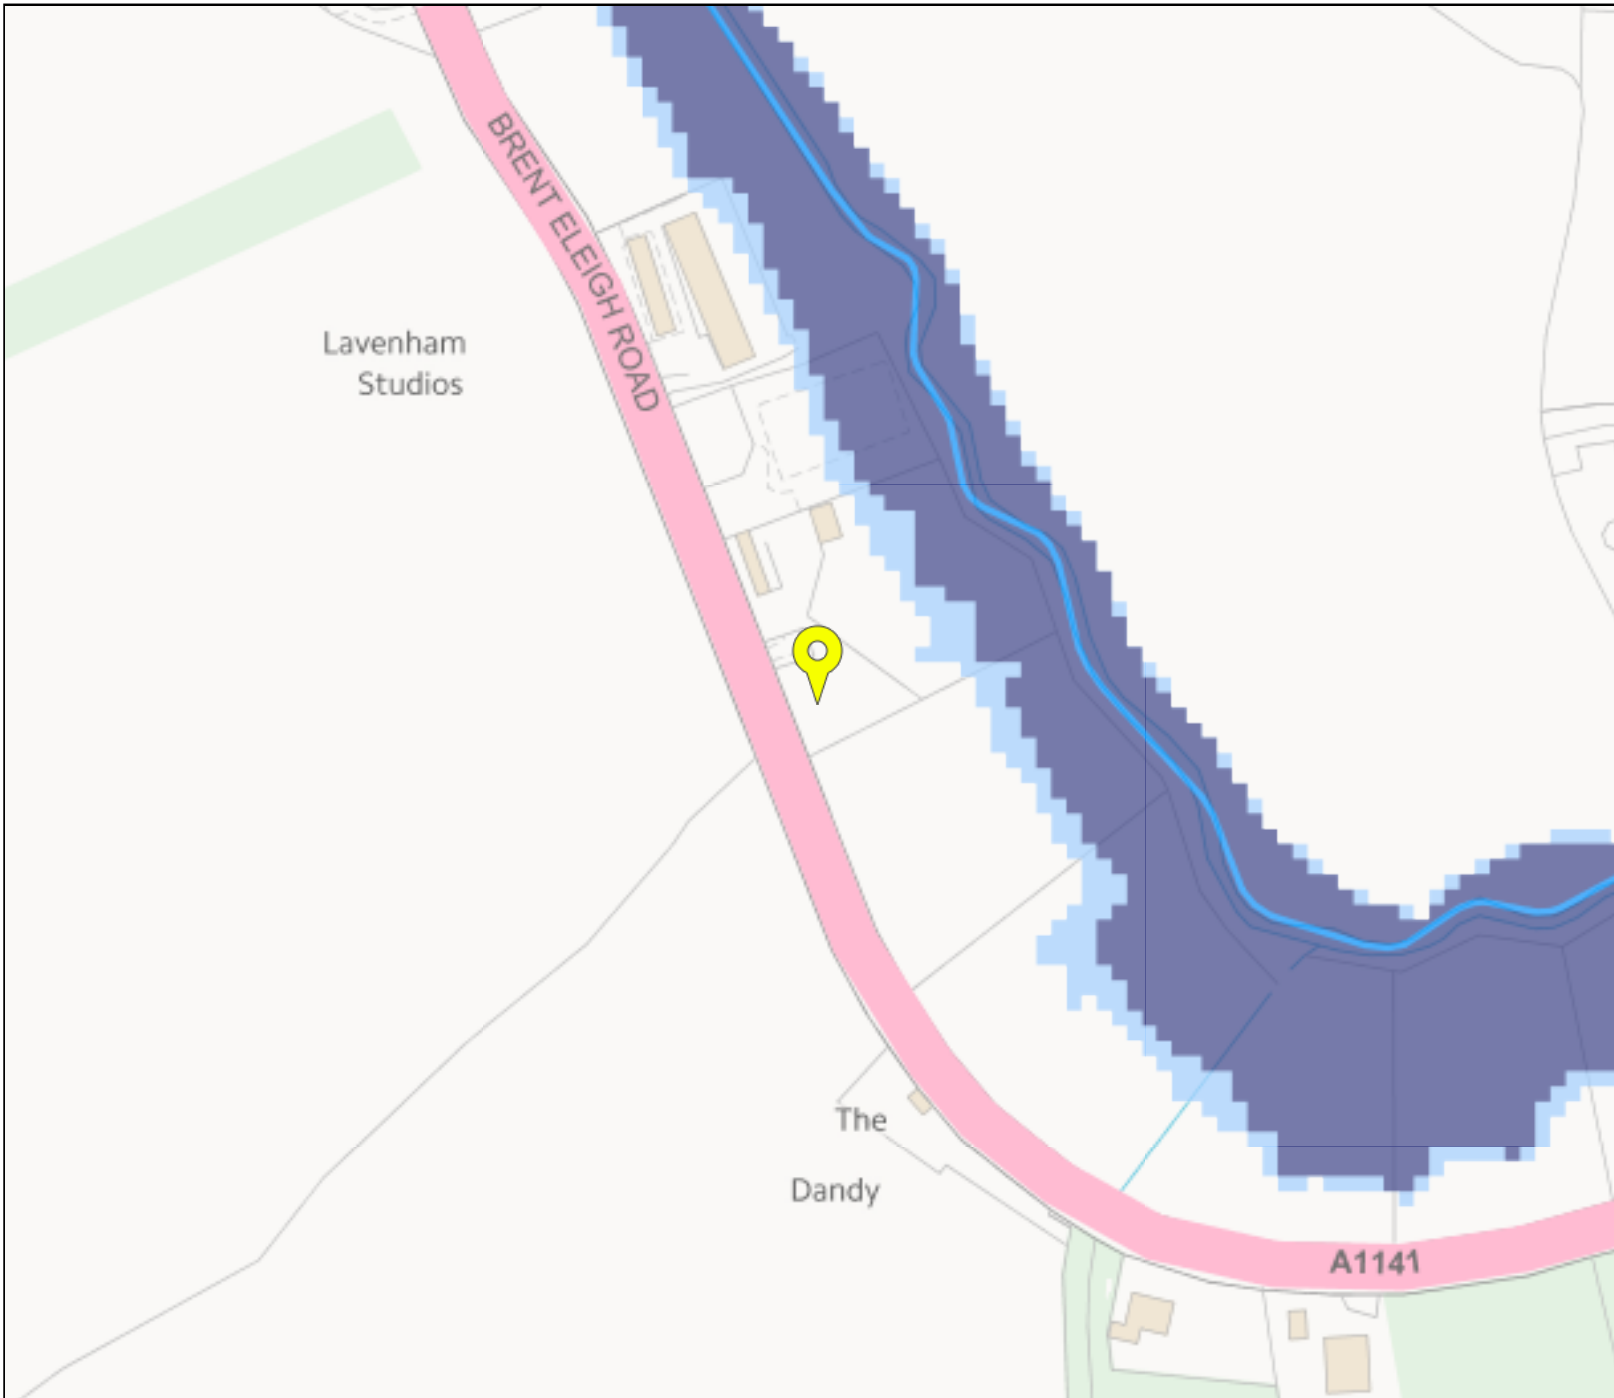 BRENT ELEIGH ROAD
Lavenham
Studios
The
Dandy
A1141